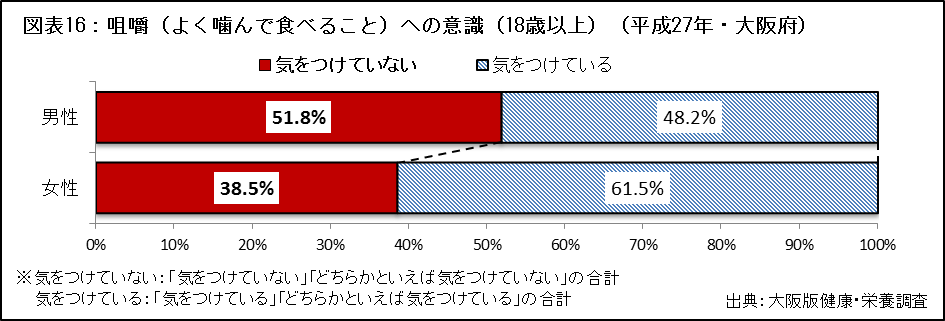 図表16：咀嚼（よく噛んで食べること）への意識（18歳以上）（平成27年・大阪府）
気をつけていない 気をつけている
男性 51.8% 48.2%
女性 38.5% 61.5%
0% 10% 20% 30% 40% 50% 60% 70% 80% 90% 100%
※気をつけていない：「気をつけていない」「どちらかといえば気をつけていない」の合計
気をつけている：「気をつけている」「どちらかといえば気をつけている」の合計
出典：大阪版健康・栄養調査